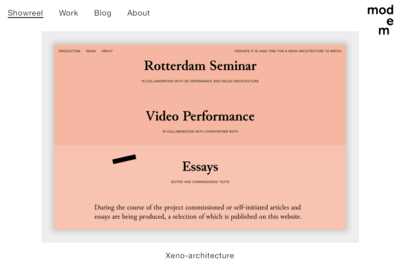 Showreel Work Blog About
mod
e
m
PRODUCTION NEWS ABOUT PERHAPS IT IS HIGH TIME FOR A XENO-ARCHITECTURE TO MATCH
Rotterdam Seminar
IN COLLABORATION WITH DE DÉPENDANCE AND FAILED ARCHITECTURE
Video Performance
IN COLLABORATION WITH CHRISTOPHER ROTH
Essays
EDITED AND COMMISSIONED TEXTS
During the course of the project commissioned or self-initiated articles and
essays are being produced, a selection of which is published on this website.
Xeno-architecture